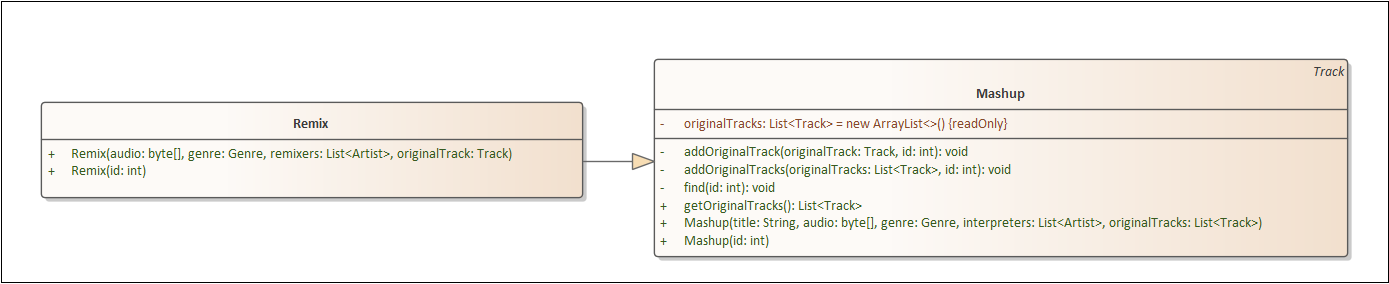 Remix
+ Remix(audio: byte[], genre: Genre, remixers: List<Artist>, originalTrack: Track)
+ Remix(id: int)
Track
Mashup
- originalTracks: List<Track> = new ArrayList<>() {readOnly}
- addOriginalTrack(originalTrack: Track, id: int): void
- addOriginalTracks(originalTracks: List<Track>, id: int): void
- find(id: int): void
+ getOriginalTracks(): List<Track>
+ Mashup(title: String, audio: byte[], genre: Genre, interpreters: List<Artist>, originalTracks: List<Track>)
+ Mashup(id: int)